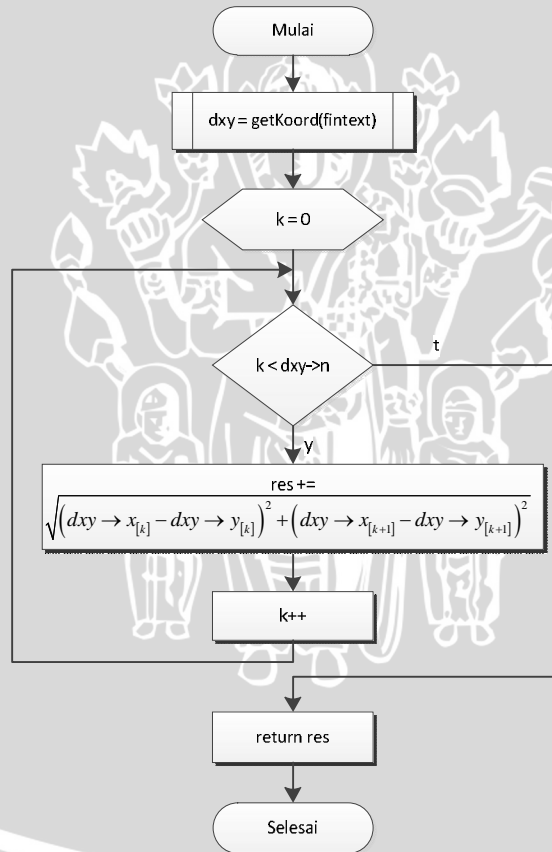 Mulai
dxy = getKoord(fintext)
k = 0
k < dxy->n
t
y
res +=
√((dxy → x[k] − dxy → y[k])² + (dxy → x[k+1] − dxy → y[k+1])²)
k++
return res
Selesai